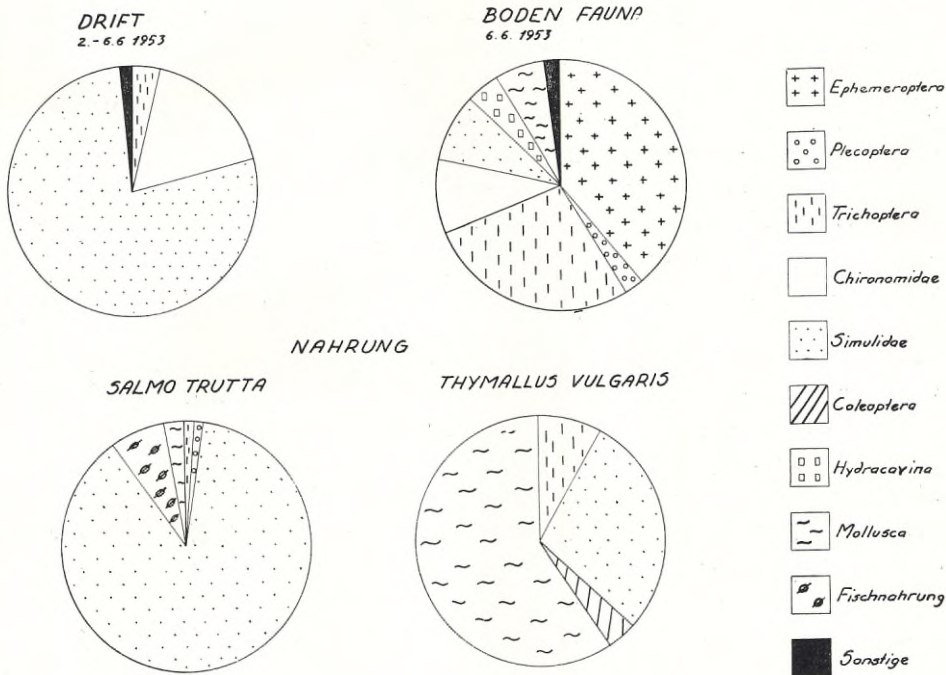 DRIFT
2.-6.6 1953
BODEN FAUNA
6.6. 1953
NAHRUNG
SALMO TRUTTA
THYMALLUS VULGARIS
Ephemeroptera
Plecoptera
Trichoptera
Chironomidae
Simulidae
Coleoptera
Hydracavina
Mollusca
Fischnahrung
Sonstige